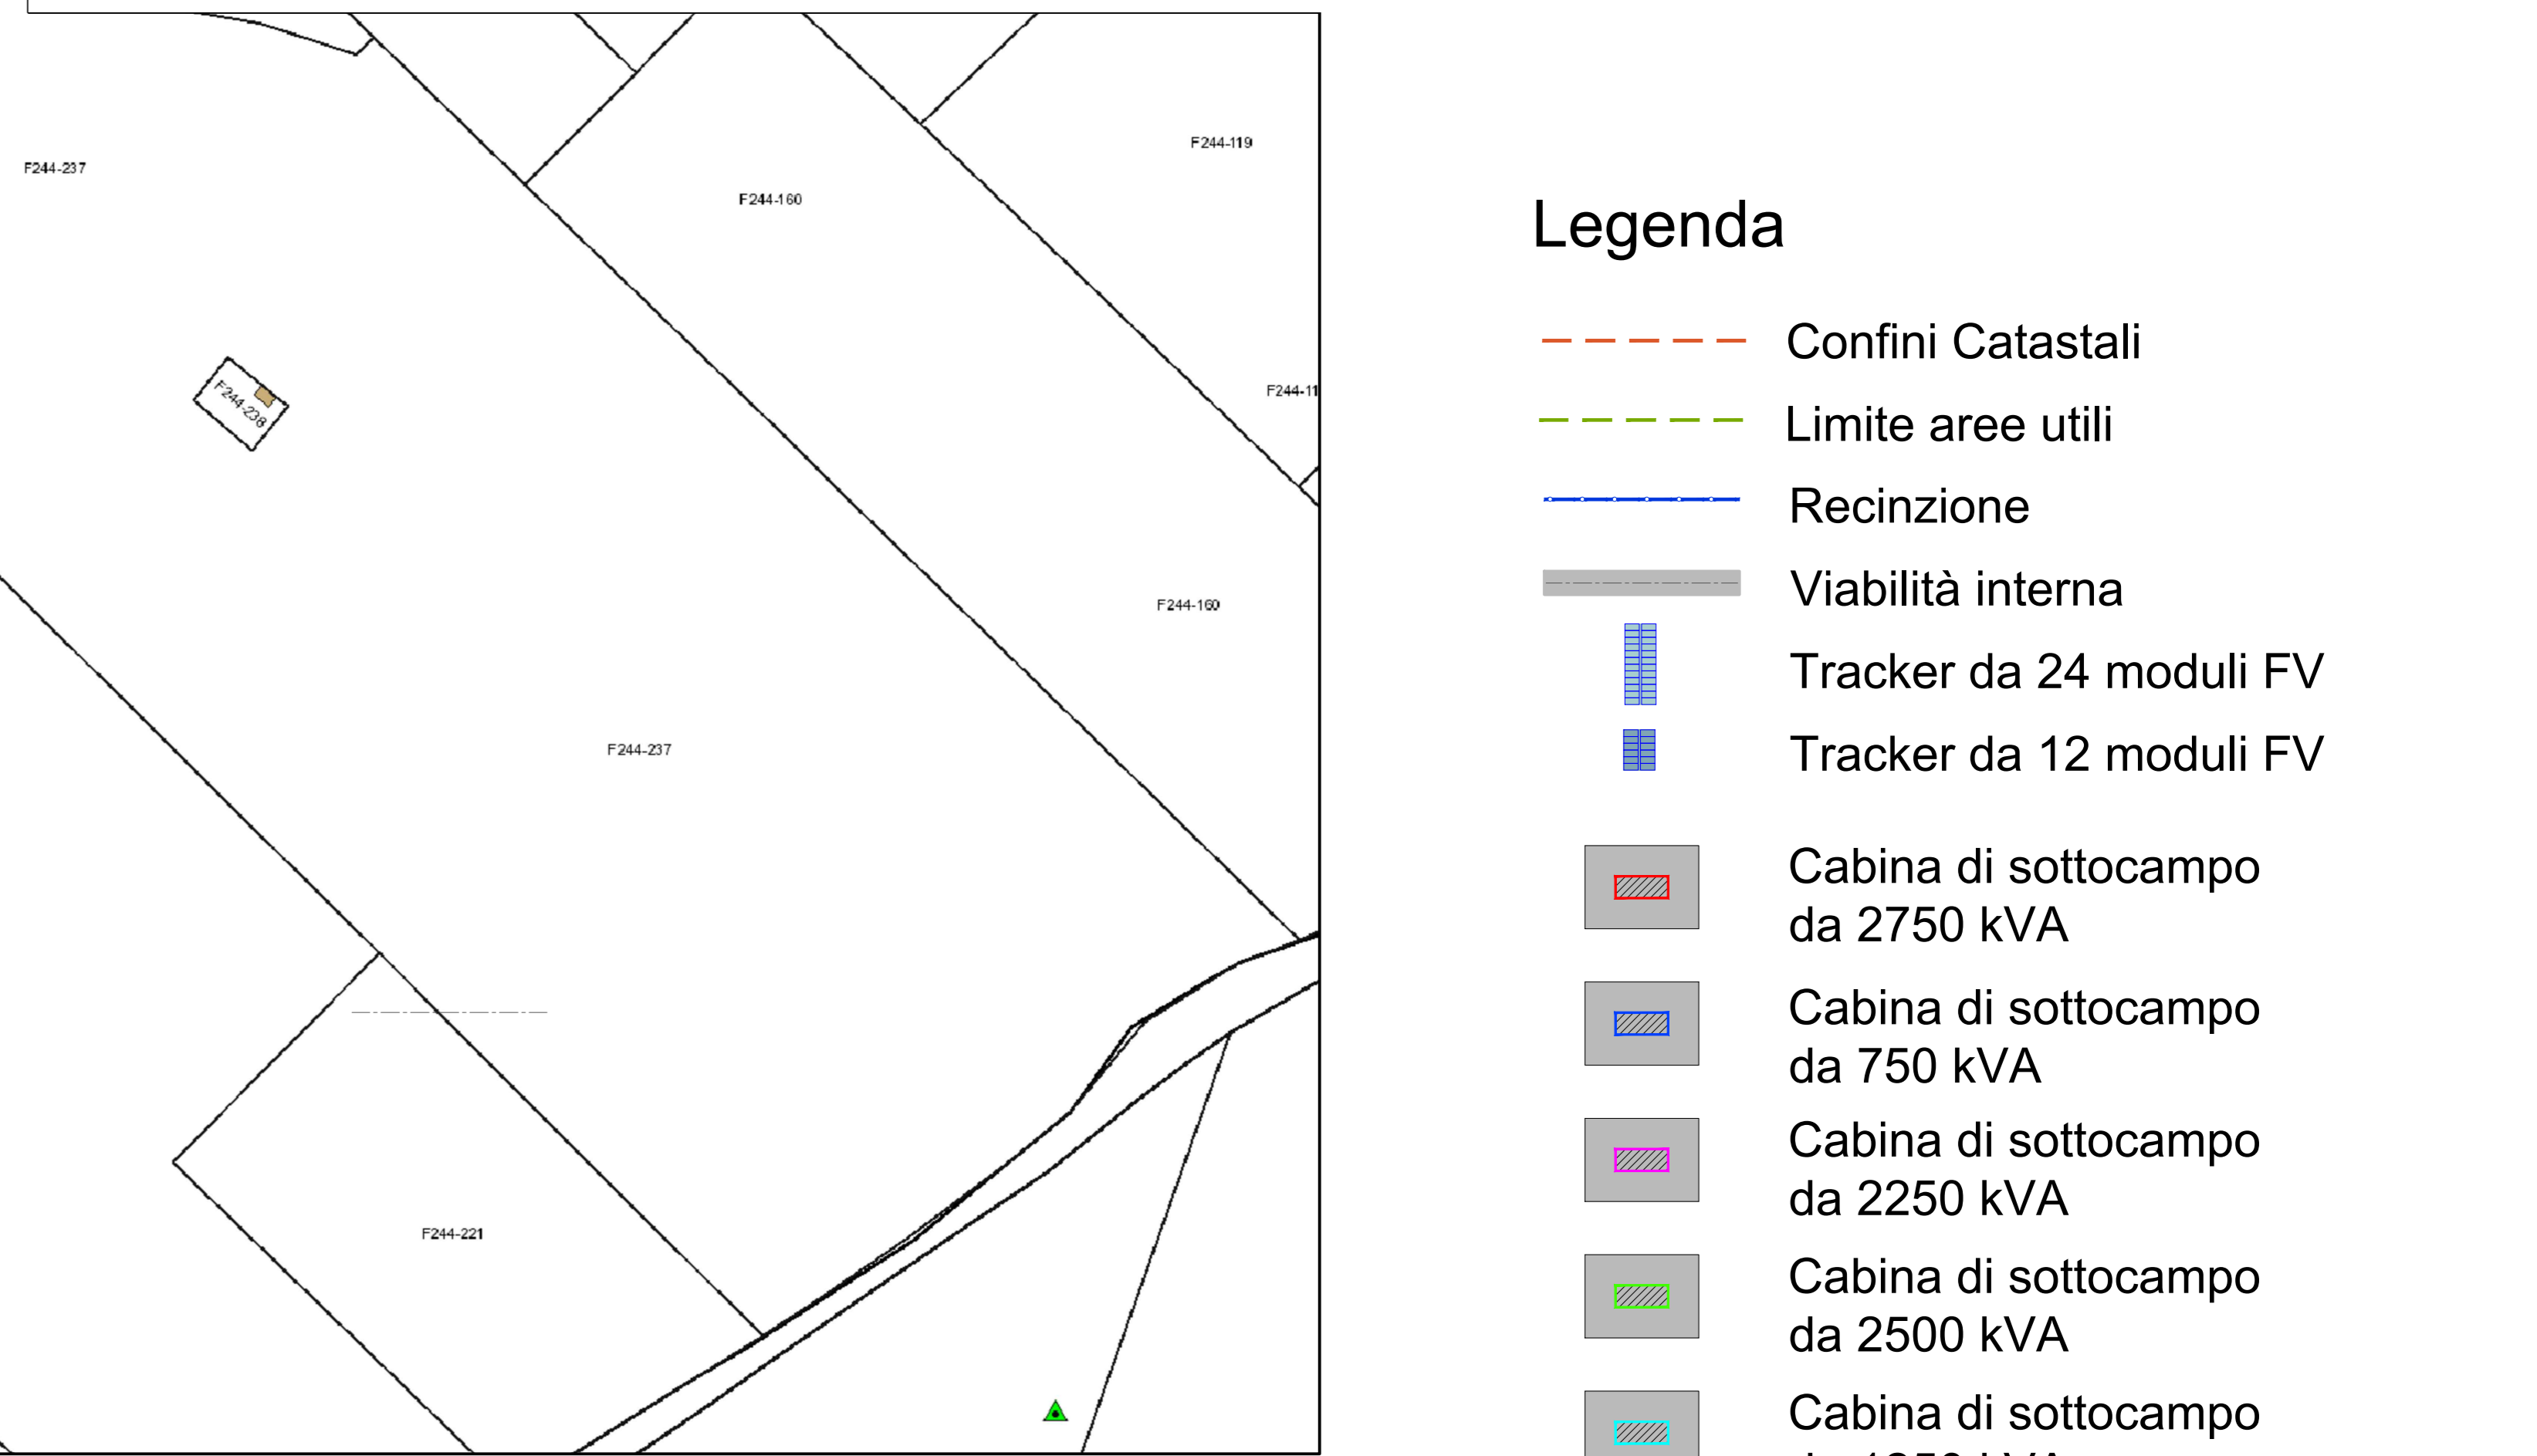 F244-237
F244-160
F244-119
F244-238
F244-11
F244-160
F244-237
F244-221
Legenda
Confini Catastali
Limite aree utili
Recinzione
Viabilità interna
Tracker da 24 moduli FV
Tracker da 12 moduli FV
Cabina di sottocampo
da 2750 kVA
Cabina di sottocampo
da 750 kVA
Cabina di sottocampo
da 2250 kVA
Cabina di sottocampo
da 2500 kVA
Cabina di sottocampo